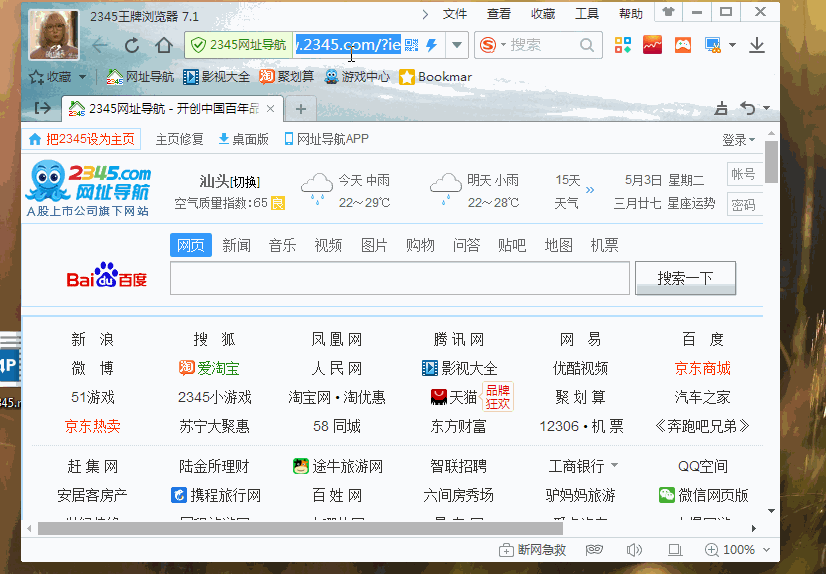 2345王牌浏览器 7.1
文件 查看 收藏 工具 帮助
2345网址导航 .2345.com/?ie 搜索
收藏 网址导航 影视大全 聚划算 游戏中心 Bookmar
2345网址导航 - 开创中国百年品
把2345设为主页 主页修复 桌面版 网址导航APP 登录
2345.com
网址导航
A股上市公司旗下网站
汕头[切换] 今天 中雨 明天 小雨 15天 5月3日 星期二 帐号
空气质量指数:65 良 22~29℃ 22~28℃ 天气 三月廿七 星座运势 密码
网页 新闻 音乐 视频 图片 购物 问答 贴吧 地图 机票
Bai du 百度 搜索一下
新 浪 搜 狐 凤凰网 腾讯网 网 易 百 度
微 博 爱淘宝 人民网 影视大全 优酷视频 京东商城
51游戏 2345小游戏 淘宝网•淘优惠 天猫 品牌狂欢 聚划算 汽车之家
京东热卖 苏宁大聚惠 58 同城 东方财富 12306•机票 《奔跑吧兄弟》
赶集网 陆金所理财 途牛旅游网 智联招聘 工商银行 QQ空间
安居客房产 携程旅行网 百姓网 六间房秀场 驴妈妈旅游 微信网页版
断网急救 100%